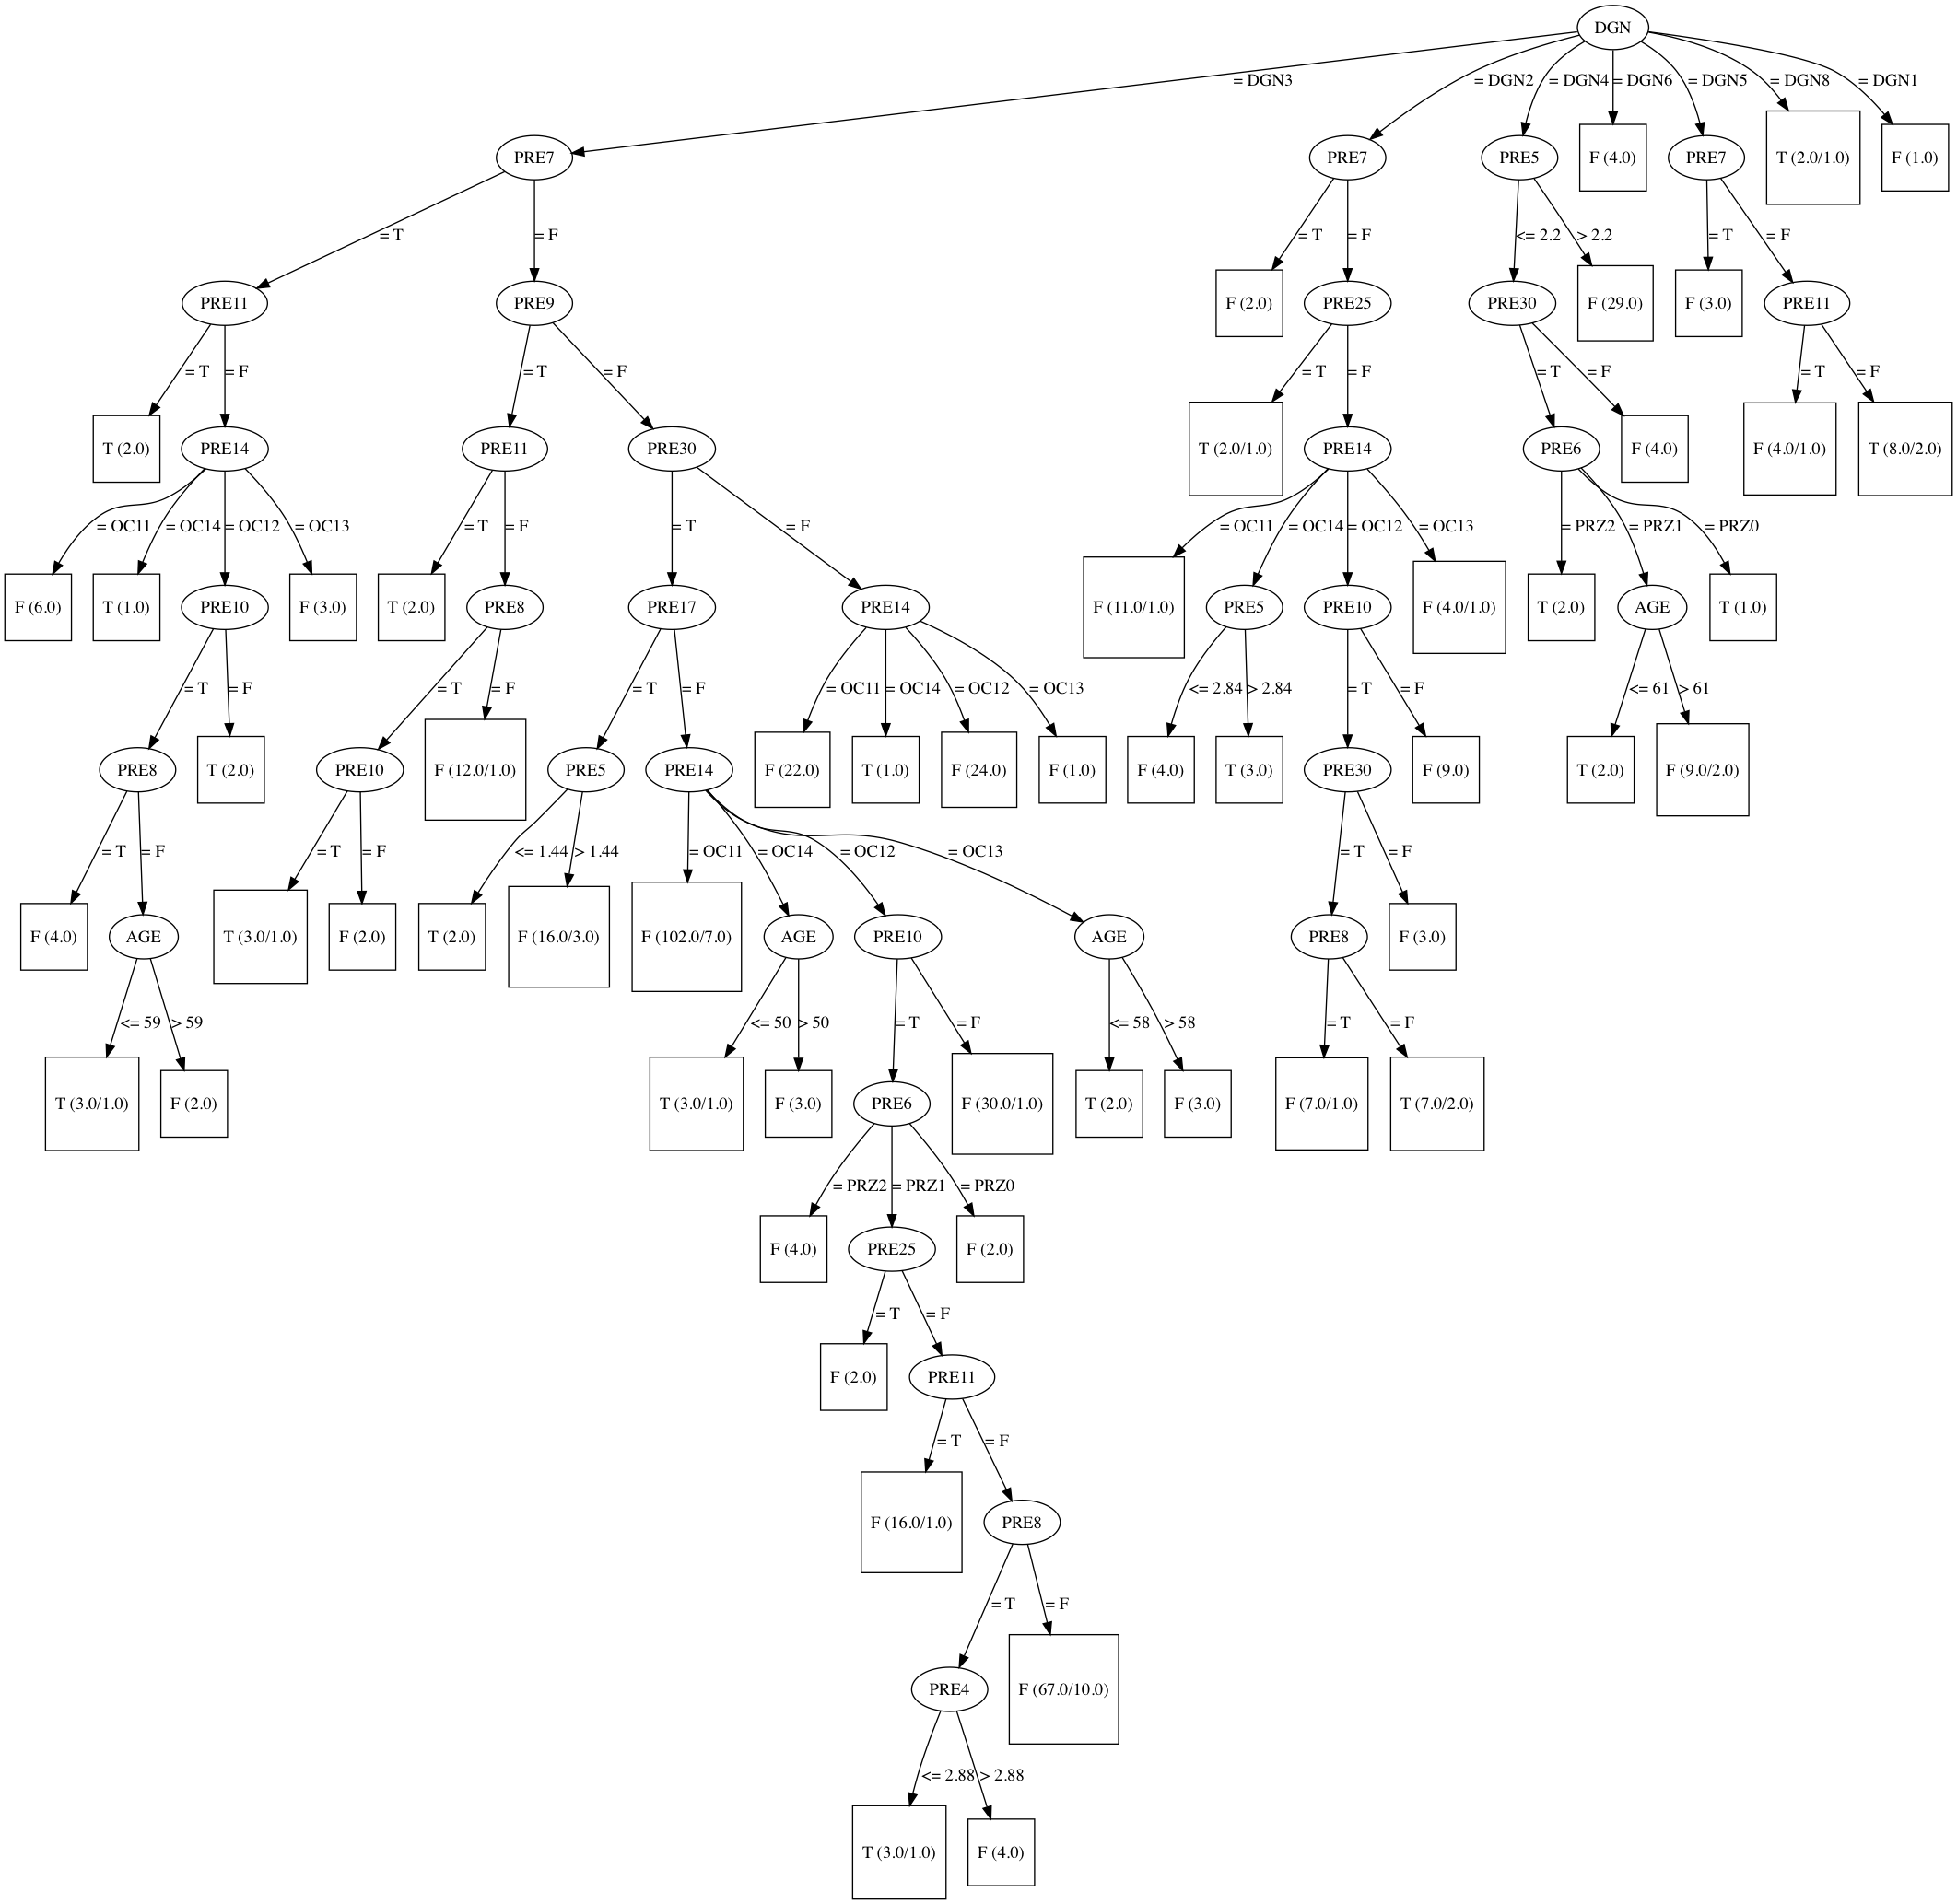 DGN
= DGN3
= DGN2
= DGN4
= DGN6
= DGN5
= DGN8
= DGN1
PRE7
PRE7
PRE5
F (4.0)
PRE7
T (2.0/1.0)
F (1.0)
= T
= F
= T
= F
<= 2.2
> 2.2
= T
= F
PRE11
PRE9
F (2.0)
PRE25
PRE30
F (29.0)
F (3.0)
PRE11
= T
= F
= T
= F
= T
= F
= T
= F
= T
= F
T (2.0)
PRE14
PRE11
PRE30
T (2.0/1.0)
PRE14
PRE6
F (4.0)
F (4.0/1.0)
T (8.0/2.0)
= OC11
= OC14
= OC12
= OC13
= T
= F
= T
= F
= OC11
= OC14
= OC12
= OC13
= PRZ2
= PRZ1
= PRZ0
F (6.0)
T (1.0)
PRE10
F (3.0)
T (2.0)
PRE8
PRE17
PRE14
F (11.0/1.0)
PRE5
PRE10
F (4.0/1.0)
T (2.0)
AGE
T (1.0)
= T
= F
= T
= F
= T
= F
= OC11
= OC14
= OC12
= OC13
<= 2.84
> 2.84
= T
= F
<= 61
> 61
PRE8
T (2.0)
PRE10
F (12.0/1.0)
PRE5
PRE14
F (22.0)
T (1.0)
F (24.0)
F (1.0)
F (4.0)
T (3.0)
PRE30
F (9.0)
T (2.0)
F (9.0/2.0)
= T
= F
= T
= F
<= 1.44
> 1.44
= OC11
= OC14
= OC12
= OC13
= T
= F
F (4.0)
AGE
T (3.0/1.0)
F (2.0)
T (2.0)
F (16.0/3.0)
F (102.0/7.0)
AGE
PRE10
AGE
PRE8
F (3.0)
<= 59
> 59
<= 50
> 50
= T
= F
<= 58
> 58
= T
= F
T (3.0/1.0)
F (2.0)
T (3.0/1.0)
F (3.0)
PRE6
F (30.0/1.0)
T (2.0)
F (3.0)
F (7.0/1.0)
T (7.0/2.0)
= PRZ2
= PRZ1
= PRZ0
F (4.0)
PRE25
F (2.0)
= T
= F
F (2.0)
PRE11
= T
= F
F (16.0/1.0)
PRE8
= T
= F
PRE4
F (67.0/10.0)
<= 2.88
> 2.88
T (3.0/1.0)
F (4.0)